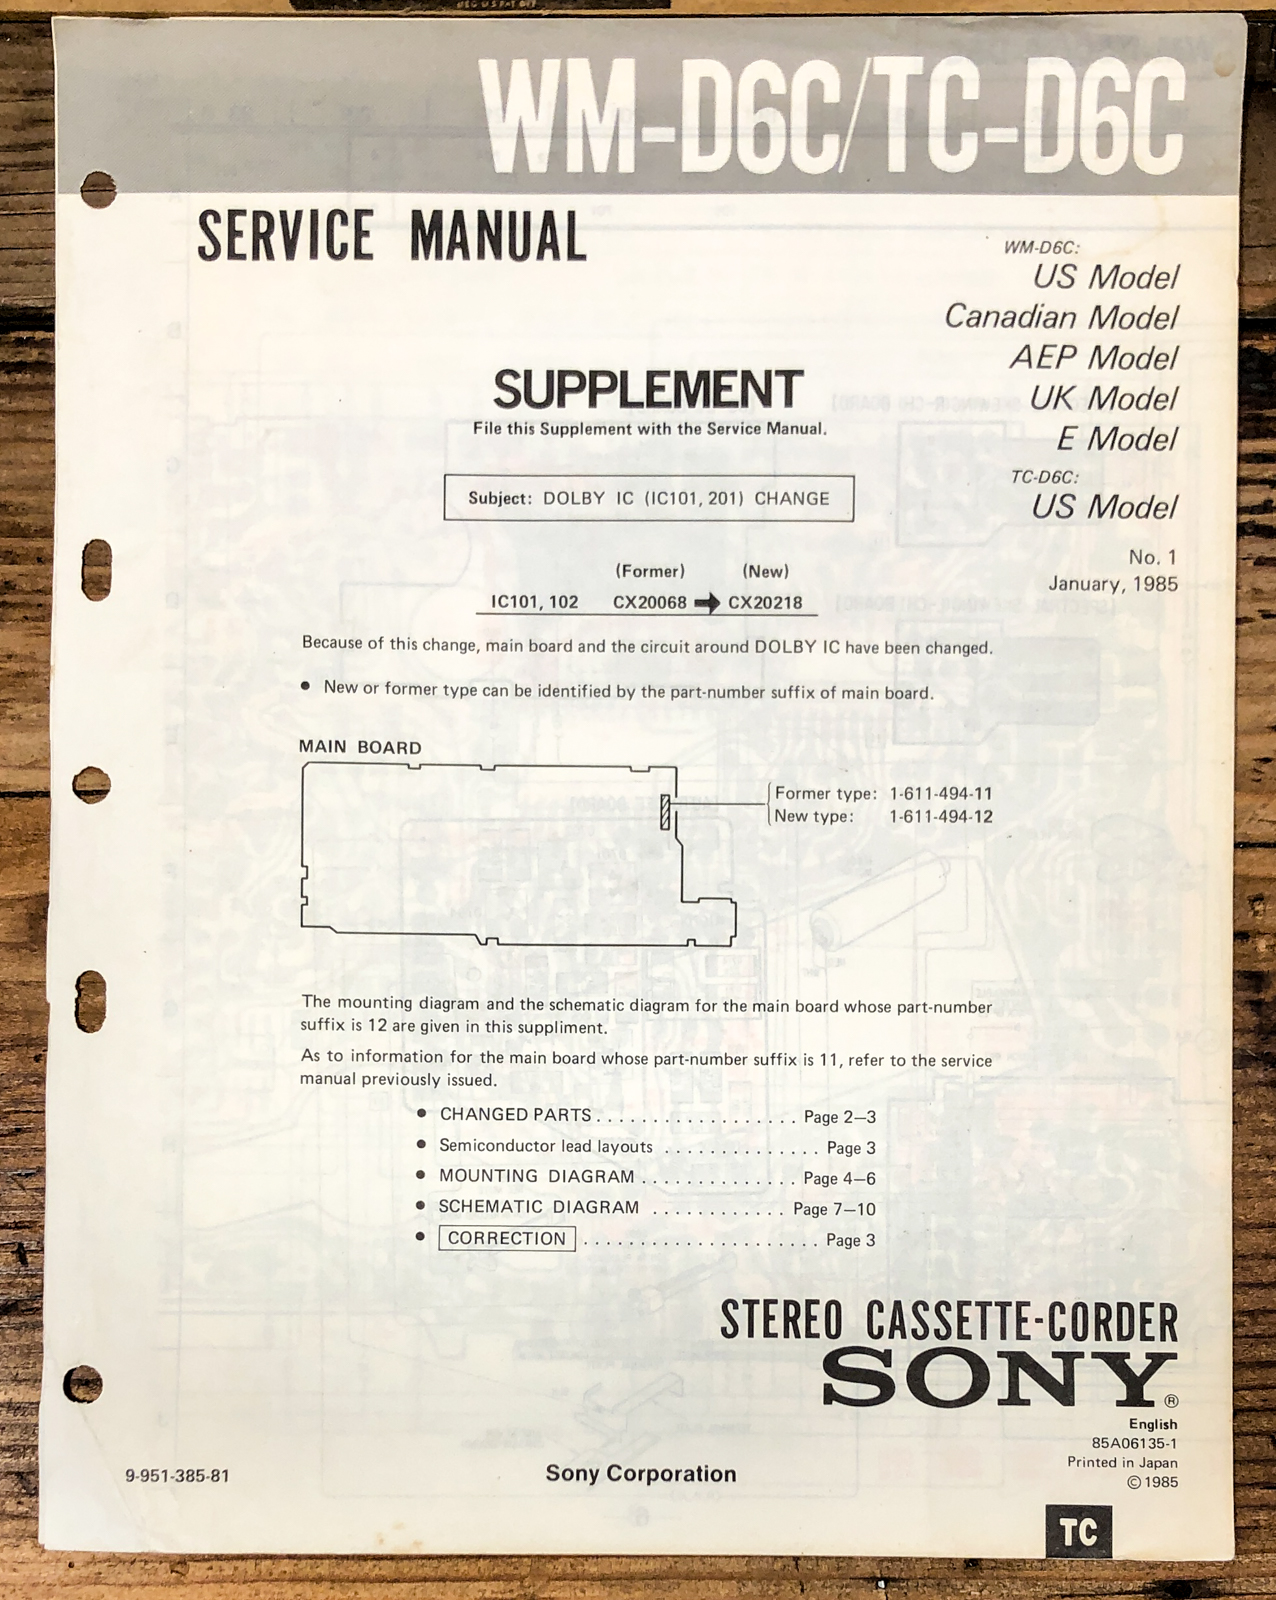 WM-D6C/TC-D6C
SERVICE MANUAL
WM-D6C:
US Model
Canadian Model
AEP Model
UK Model
E Model
TC-D6C:
US Model
No. 1
January, 1985
SUPPLEMENT
File this Supplement with the Service Manual.
Subject: DOLBY IC (IC101, 201) CHANGE
(Former) (New)
IC101, 102 CX20068 ➡ CX20218
Because of this change, main board and the circuit around DOLBY IC have been changed.
● New or former type can be identified by the part-number suffix of main board.
MAIN BOARD
Former type: 1-611-494-11
New type: 1-611-494-12
The mounting diagram and the schematic diagram for the main board whose part-number
suffix is 12 are given in this suppliment.
As to information for the main board whose part-number suffix is 11, refer to the service
manual previously issued.
● CHANGED PARTS . . . . . . . . . . . . . . . . . . Page 2–3
● Semiconductor lead layouts . . . . . . . . . . . . . . Page 3
● MOUNTING DIAGRAM . . . . . . . . . . . . . . Page 4–6
● SCHEMATIC DIAGRAM . . . . . . . . . . . . Page 7–10
● CORRECTION . . . . . . . . . . . . . . . . . . . . . Page 3
STEREO CASSETTE-CORDER
SONY®
English
85A06135-1
Printed in Japan
© 1985
9-951-385-81
Sony Corporation
TC